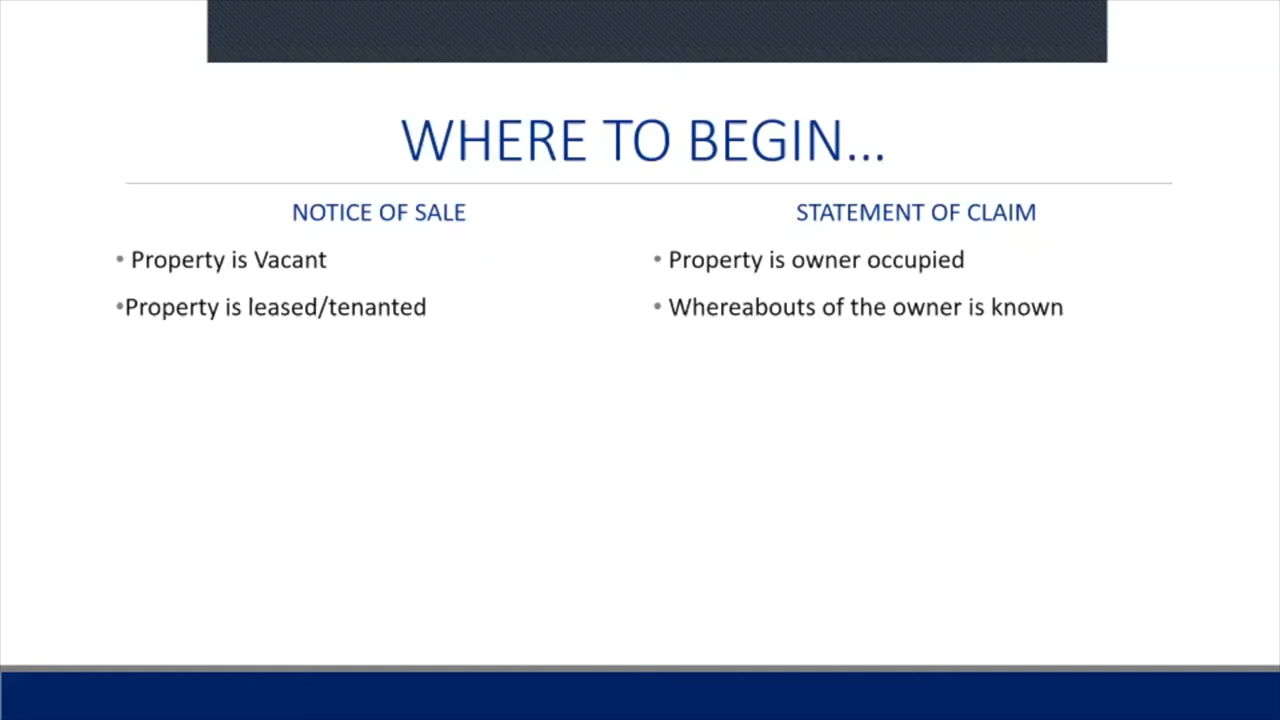 WHERE TO BEGIN...
NOTICE OF SALE
• Property is Vacant
•Property is leased/tenanted
STATEMENT OF CLAIM
• Property is owner occupied
• Whereabouts of the owner is known